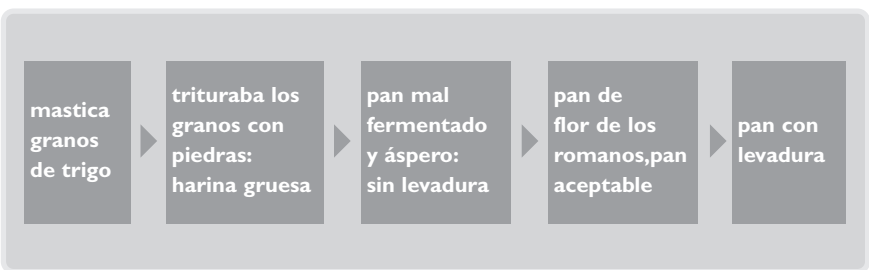 mastica
granos
de trigo
trituraba los
granos con
piedras:
harina gruesa
pan mal
fermentado
y áspero:
sin levadura
pan de
flor de los
romanos,pan
aceptable
pan con
levadura